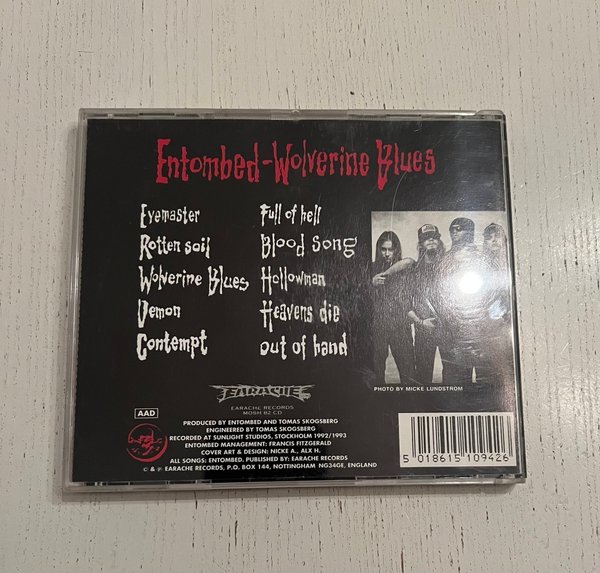 Entombed-Wolverine Blues
Eyemaster
Rotten soil
Wolverine Blues
Demon
Contempt
Full of hell
Blood Song
Hollowman
Heavens die
out of hand
PHOTO BY MICKE LUNDSTROM
EARACHE
EARACHE RECORDS
MOSH 82 CD
AAD
PRODUCED BY ENTOMBED AND TOMAS SKOGSBERG
ENGINEERED BY TOMAS SKOGSBERG
RECORDED AT SUNLIGHT STUDIOS, STOCKHOLM 1992/1993
ENTOMBED MANAGEMENT: FRANCIS FITZGERALD
COVER ART & DESIGN: NICKE A., ALX H.
ALL SONGS: ENTOMBED, PUBLISHED BY: EARACHE RECORDS
© & ℗ EARACHE RECORDS, P.O. BOX 144, NOTTINGHAM NG34GE, ENGLAND
5 018615 109426